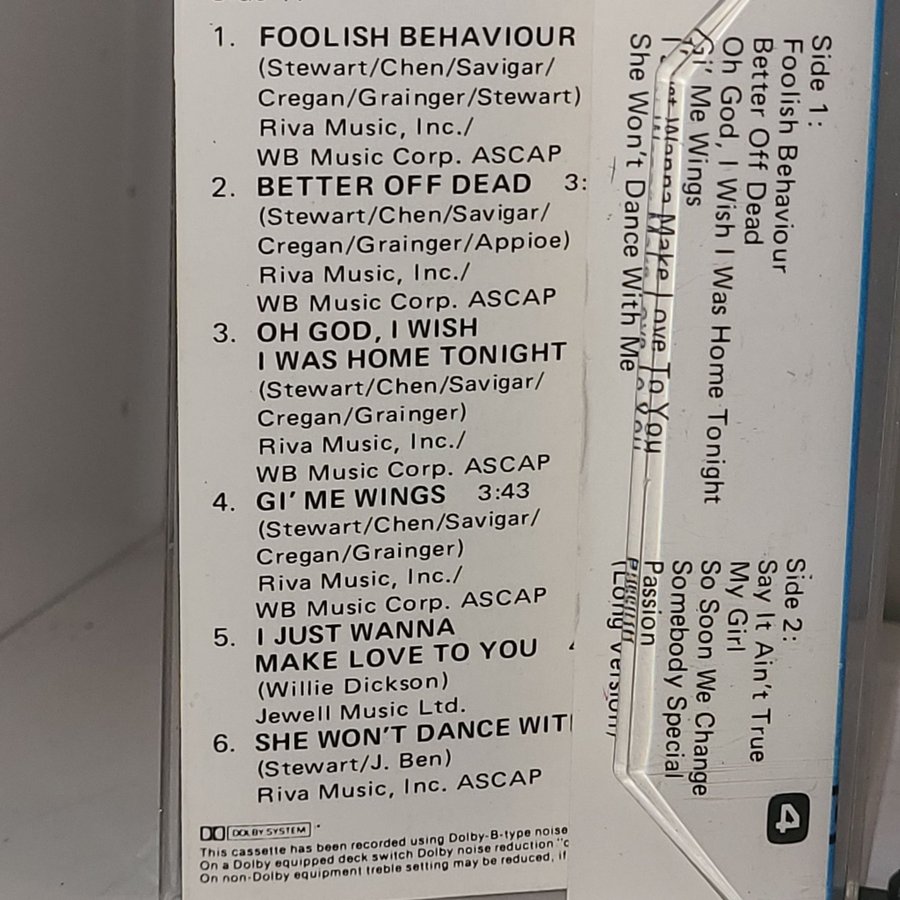 1. FOOLISH BEHAVIOUR
(Stewart/Chen/Savigar/
Cregan/Grainger/Stewart)
Riva Music, Inc./
WB Music Corp. ASCAP
2. BETTER OFF DEAD 3:
(Stewart/Chen/Savigar/
Cregan/Grainger/Appioe)
Riva Music, Inc./
WB Music Corp. ASCAP
3. OH GOD, I WISH
I WAS HOME TONIGHT
(Stewart/Chen/Savigar/
Cregan/Grainger)
Riva Music, Inc./
WB Music Corp. ASCAP
4. GI' ME WINGS 3:43
(Stewart/Chen/Savigar/
Cregan/Grainger)
Riva Music, Inc./
WB Music Corp. ASCAP
5. I JUST WANNA
MAKE LOVE TO YOU
(Willie Dickson)
Jewell Music Ltd.
6. SHE WON'T DANCE WIT
(Stewart/J. Ben)
Riva Music, Inc. ASCAP
DOLBY SYSTEM
This cassette has been recorded using Dolby-B-type noise
On a Dolby equipped deck switch Dolby noise reduction
On non-Dolby equipment treble setting may be reduced, if
Side 1:
Foolish Behaviour
Better Off Dead
Oh God, I Wish I Was Home Tonight
Gi' Me Wings
Wanna Make Love To You
She Won't Dance With Me
Side 2:
Say It Ain't True
My Girl
So Soon We Change
Somebody Special
Passion
(Long Version)
4